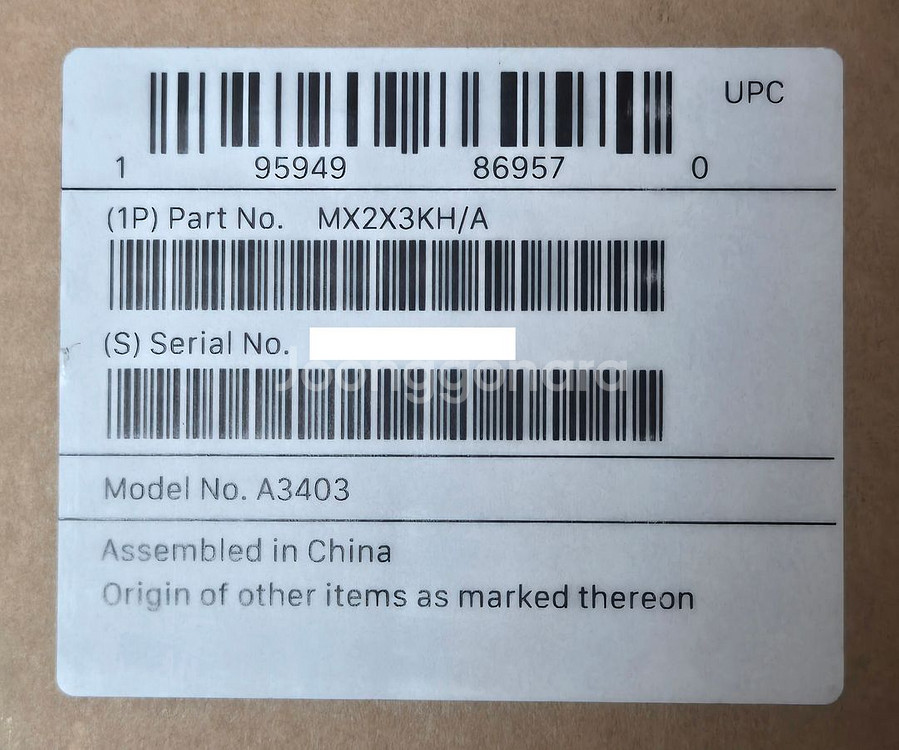 UPC
1 95949 86957 0
(1P) Part No. MX2X3KH/A
(S) Serial No.
Joonggonara
Model No. A3403
Assembled in China
Origin of other items as marked thereon